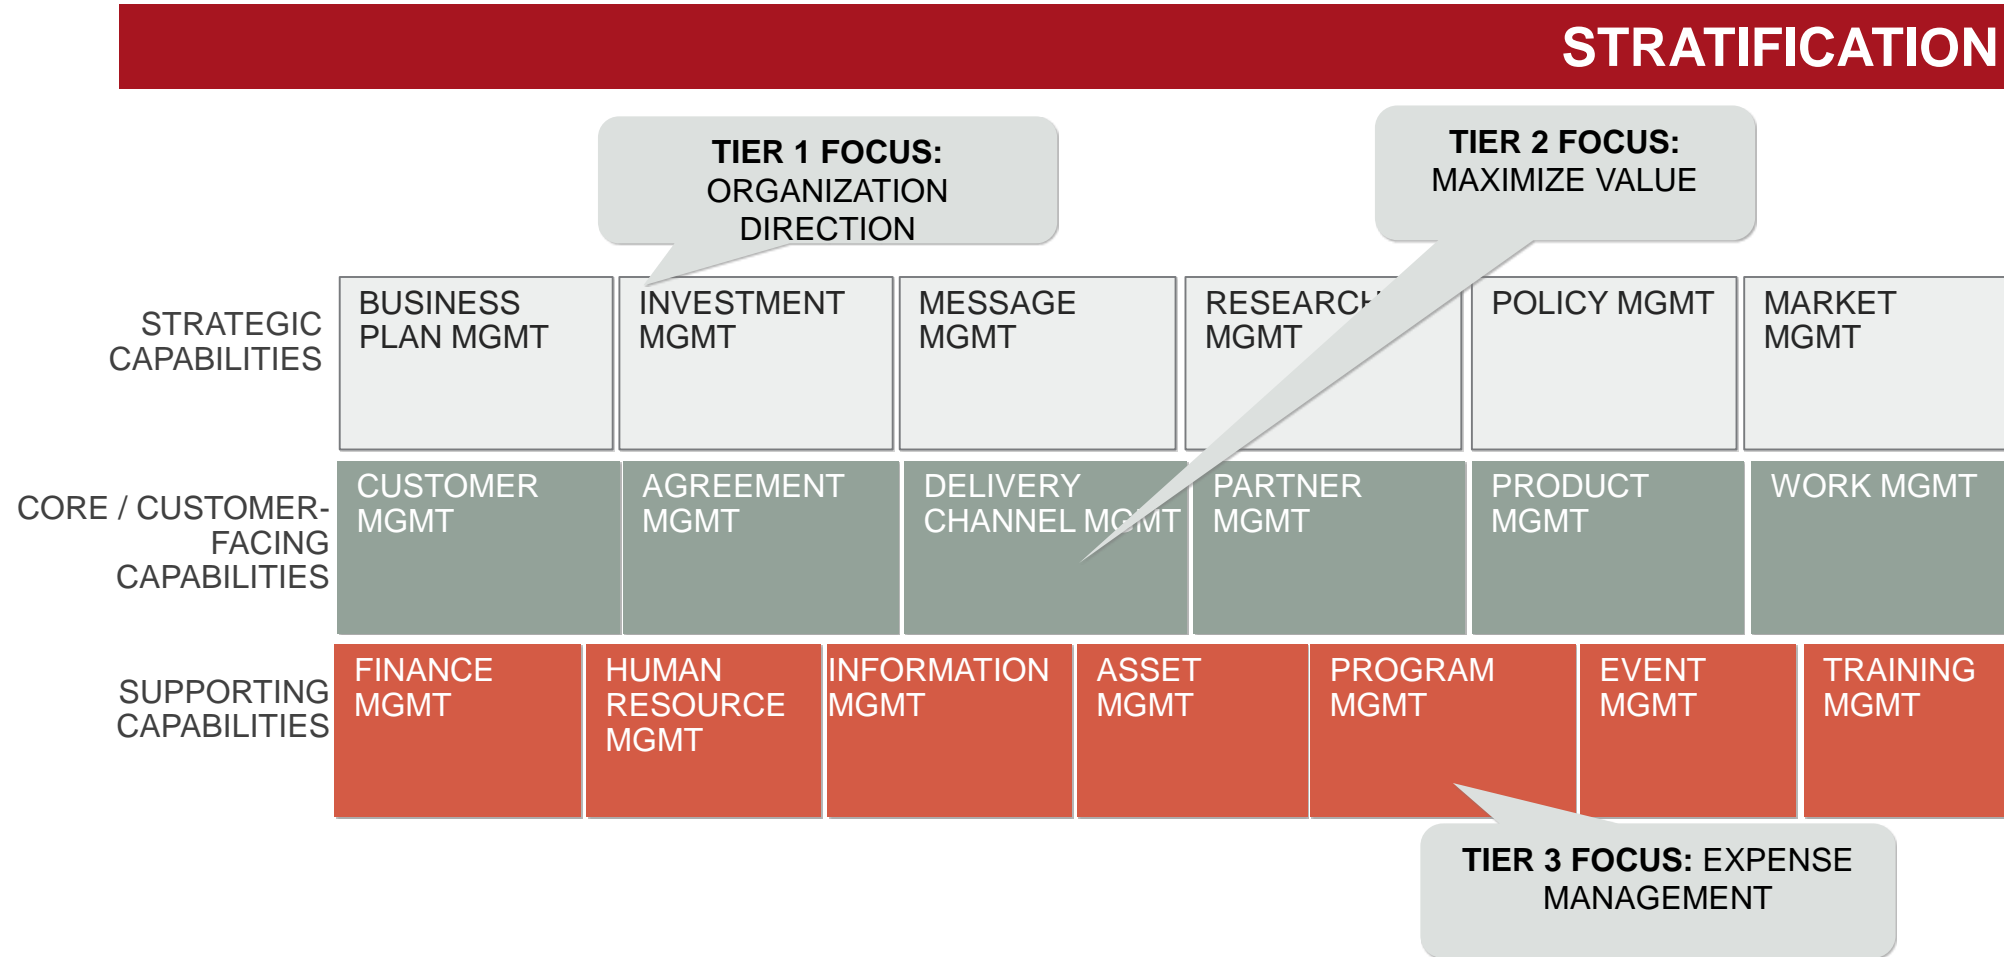 STRATIFICATION
TIER 1 FOCUS:
ORGANIZATION
DIRECTION
TIER 2 FOCUS:
MAXIMIZE VALUE
STRATEGIC
CAPABILITIES
BUSINESS
PLAN MGMT
INVESTMENT
MGMT
MESSAGE
MGMT
RESEARCH
MGMT
POLICY MGMT
MARKET
MGMT
CORE / CUSTOMER-
FACING
CAPABILITIES
CUSTOMER
MGMT
AGREEMENT
MGMT
DELIVERY
CHANNEL MGMT
PARTNER
MGMT
PRODUCT
MGMT
WORK MGMT
SUPPORTING
CAPABILITIES
FINANCE
MGMT
HUMAN
RESOURCE
MGMT
INFORMATION
MGMT
ASSET
MGMT
PROGRAM
MGMT
EVENT
MGMT
TRAINING
MGMT
TIER 3 FOCUS: EXPENSE
MANAGEMENT